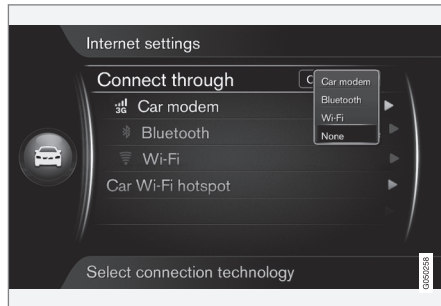 Internet settings
Connect through
C
Car modem
Bluetooth
Wi-Fi
None
3G Car modem
Bluetooth
Wi-Fi
Car Wi-Fi hotspot
Select connection technology
G050258